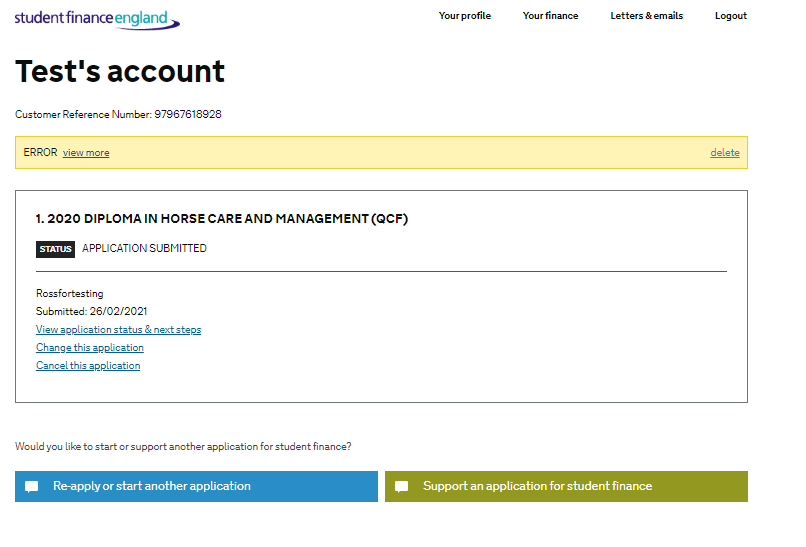 studentfinanceengland
Your profile Your finance Letters & emails Logout
Test's account
Customer Reference Number: 97967618928
ERROR view more delete
1. 2020 DIPLOMA IN HORSE CARE AND MANAGEMENT (QCF)
STATUS APPLICATION SUBMITTED
Rossfortesting
Submitted: 26/02/2021
View application status & next steps
Change this application
Cancel this application
Would you like to start or support another application for student finance?
Re-apply or start another application Support an application for student finance